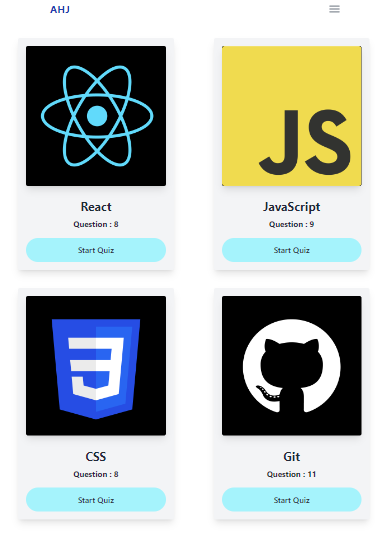 AHJ
JS
React
Question : 8
Start Quiz
JavaScript
Question : 9
Start Quiz
3
CSS
Question : 8
Start Quiz
Git
Question : 11
Start Quiz